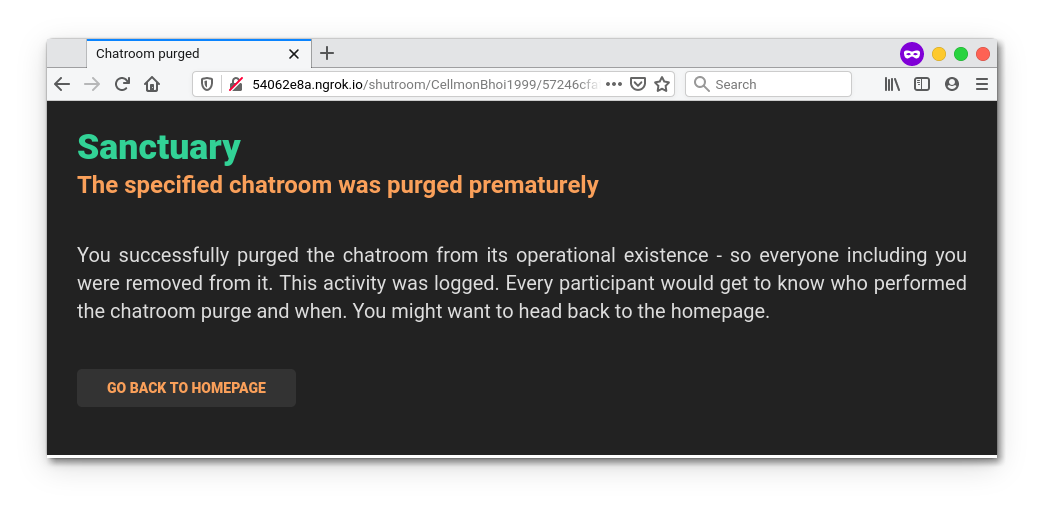 Chatroom purged
54062e8a.ngrok.io/shutroom/CellmonBhoi1999/57246cfa
Search
Sanctuary
The specified chatroom was purged prematurely
You successfully purged the chatroom from its operational existence - so everyone including you
were removed from it. This activity was logged. Every participant would get to know who performed
the chatroom purge and when. You might want to head back to the homepage.
GO BACK TO HOMEPAGE